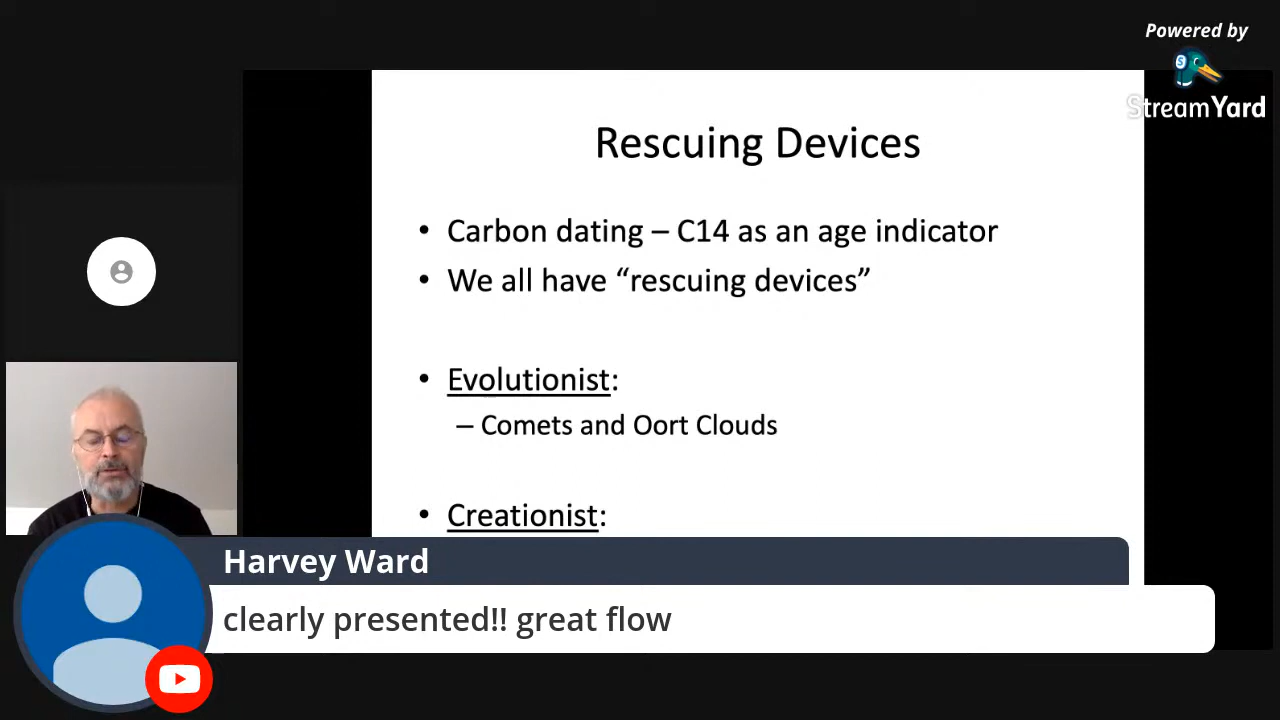 Powered by
StreamYard
Rescuing Devices
• Carbon dating – C14 as an age indicator
• We all have “rescuing devices”
• Evolutionist:
– Comets and Oort Clouds
• Creationist:
Harvey Ward
clearly presented!! great flow